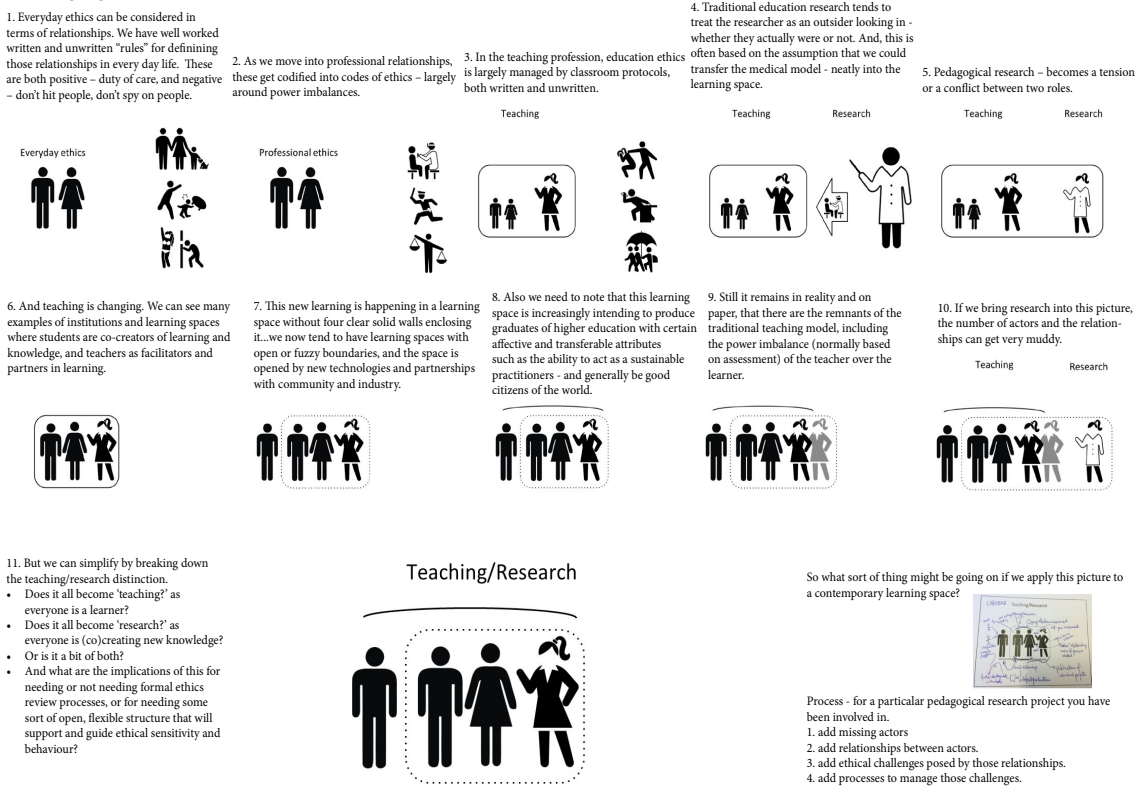 1. Everyday ethics can be considered in
terms of relationships. We have well worked
written and unwritten “rules” for definining
those relationships in every day life.  These
are both positive – duty of care, and negative
– don’t hit people, don’t spy on people.
Everyday ethics
2. As we move into professional relationships,
these get codified into codes of ethics – largely
around power imbalances.
Professional ethics
3. In the teaching profession, education ethics
is largely managed by classroom protocols,
both written and unwritten.
Teaching
4. Traditional education research tends to
treat the researcher as an outsider looking in -
whether they actually were or not. And, this is
often based on the assumption that we could
transfer the medical model - neatly into the
learning space.
Teaching
Research
5. Pedagogical research – becomes a tension
or a conflict between two roles.
Teaching
Research
6. And teaching is changing. We can see many
examples of institutions and learning spaces
where students are co-creators of learning and
knowledge, and teachers as facilitators and
partners in learning.
7. This new learning is happening in a learning
space without four clear solid walls enclosing
it...we now tend to have learning spaces with
open or fuzzy boundaries, and the space is
opened by new technologies and partnerships
with community and industry.
8. Also we need to note that this learning
space is increasingly intending to produce
graduates of higher education with certain
affective and transferable attributes
such as the ability to act as a sustainable
practitioners - and generally be good
citizens of the world.
9. Still it remains in reality and on
paper, that there are the remnants of the
traditional teaching model, including
the power imbalance (normally based
on assessment) of the teacher over the
learner.
10. If we bring research into this picture,
the number of actors and the relation-
ships can get very muddy.
Teaching
Research
11. But we can simplify by breaking down
the teaching/research distinction.
• Does it all become ‘teaching?’ as
everyone is a learner?
• Does it all become ‘research?’ as
everyone is (co)creating new knowledge?
• Or is it a bit of both?
• And what are the implications of this for
needing or not needing formal ethics
review processes, or for needing some
sort of open, flexible structure that will
support and guide ethical sensitivity and
behaviour?
Teaching/Research
So what sort of thing might be going on if we apply this picture to
a contemporary learning space?
Teaching/Research
Process - for a particalar pedagogical research project you have
been involved in.
1. add missing actors
2. add relationships between actors.
3. add ethical challenges posed by those relationships.
4. add processes to manage those challenges.